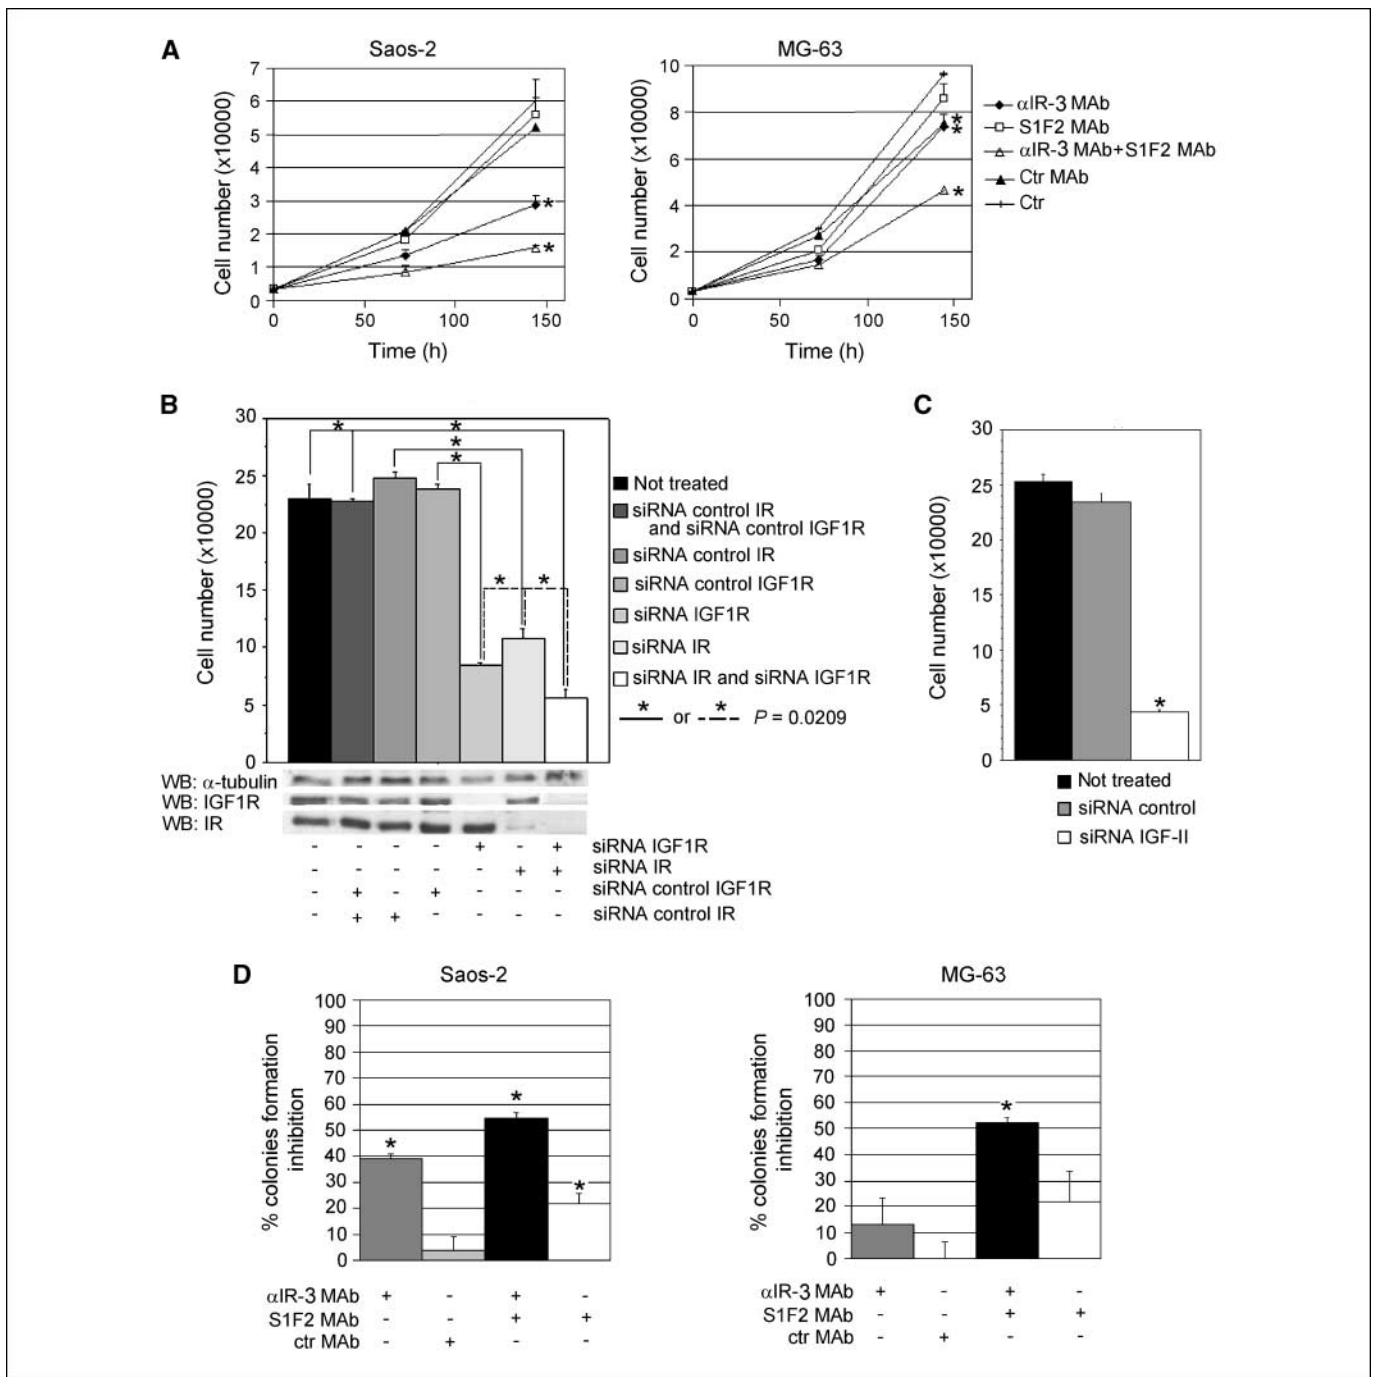 A
Saos-2
MG-63
Cell number (x10000)
7
6
5
4
3
2
1
0
0 50 100 150
Time (h)
Cell number (x10000)
10
8
6
4
2
0
0 50 100 150
Time (h)
* *
* * *
αIR-3 MAb
S1F2 MAb
αIR-3 MAb+S1F2 MAb
Ctr MAb
Ctr
B
Cell number (x10000)
30
25
20
15
10
5
0
* *
*
*
* *
Not treated
siRNA control IR
and siRNA control IGF1R
siRNA control IR
siRNA control IGF1R
siRNA IGF1R
siRNA IR
siRNA IR and siRNA IGF1R
* or * P = 0.0209
WB: α-tubulin
WB: IGF1R
WB: IR
- - - - + - + siRNA IGF1R
- - - - - + + siRNA IR
- + - + - - - siRNA control IGF1R
- + + - - - - siRNA control IR
C
Cell number (x10000)
30
25
20
15
10
5
0
*
Not treated
siRNA control
siRNA IGF-II
D
Saos-2
% colonies formation
inhibition
100
90
80
70
60
50
40
30
20
10
0
* * *
αIR-3 MAb + - + -
S1F2 MAb - - + +
ctr MAb - + - -
MG-63
% colonies formation
inhibition
100
90
80
70
60
50
40
30
20
10
0
*
+ - + -
- - + +
- + - -